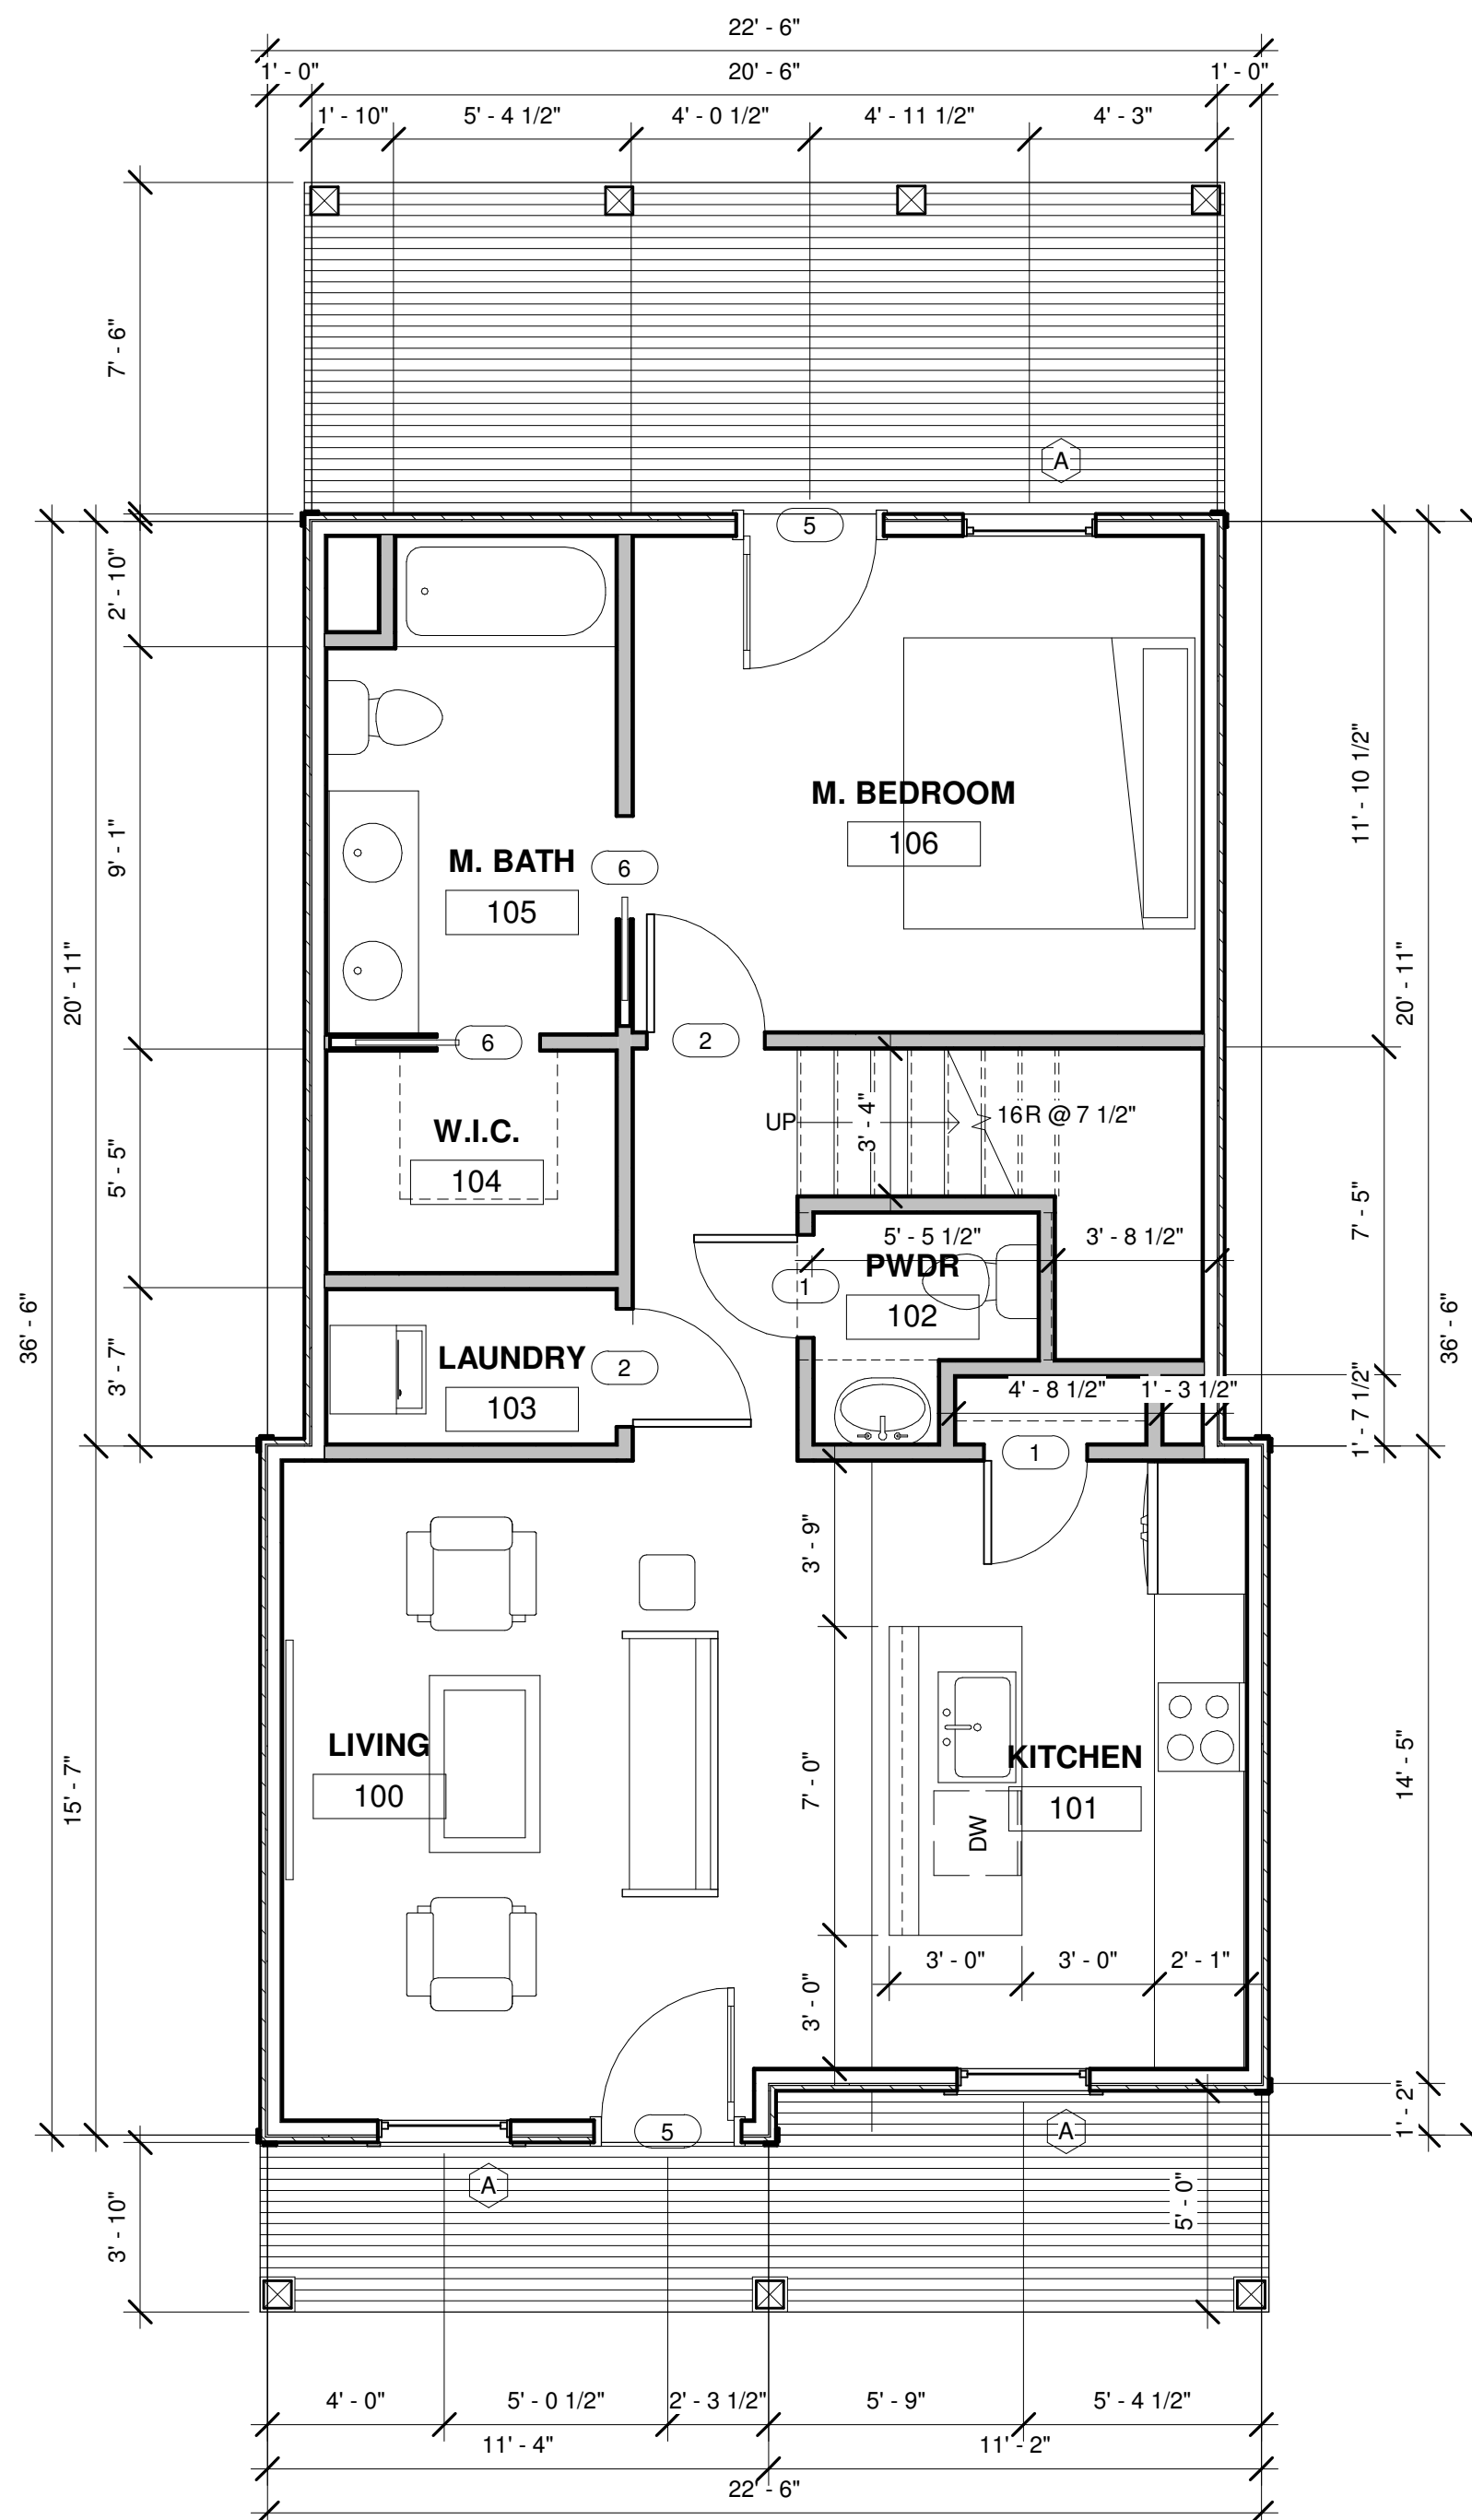 22' - 6"
1' - 0" 20' - 6" 1' - 0"
1' - 10" 5' - 4 1/2" 4' - 0 1/2" 4' - 11 1/2" 4' - 3"
7' - 6"
A
5
2' - 10"
11' - 10 1/2"
M. BEDROOM
106
9' - 1"
M. BATH
105
6
20' - 11"
20' - 11"
6
2
UP
3' - 4"
16R @ 7 1/2"
W.I.C.
104
5' - 5"
7' - 5"
5' - 5 1/2" 3' - 8 1/2"
PWDR
102
1
36' - 6"
36' - 6"
3' - 7"
LAUNDRY
103
2
4' - 8 1/2" 1' - 3 1/2"
1' - 7 1/2"
1
3' - 9"
LIVING
100
KITCHEN
101
7' - 0"
DW
15' - 7"
14' - 5"
3' - 0" 3' - 0" 2' - 1"
3' - 0"
1' - 2"
5
A
A
5' - 0"
3' - 10"
4' - 0" 5' - 0 1/2" 2' - 3 1/2" 5' - 9" 5' - 4 1/2"
11' - 4" 11' - 2"
22' - 6"